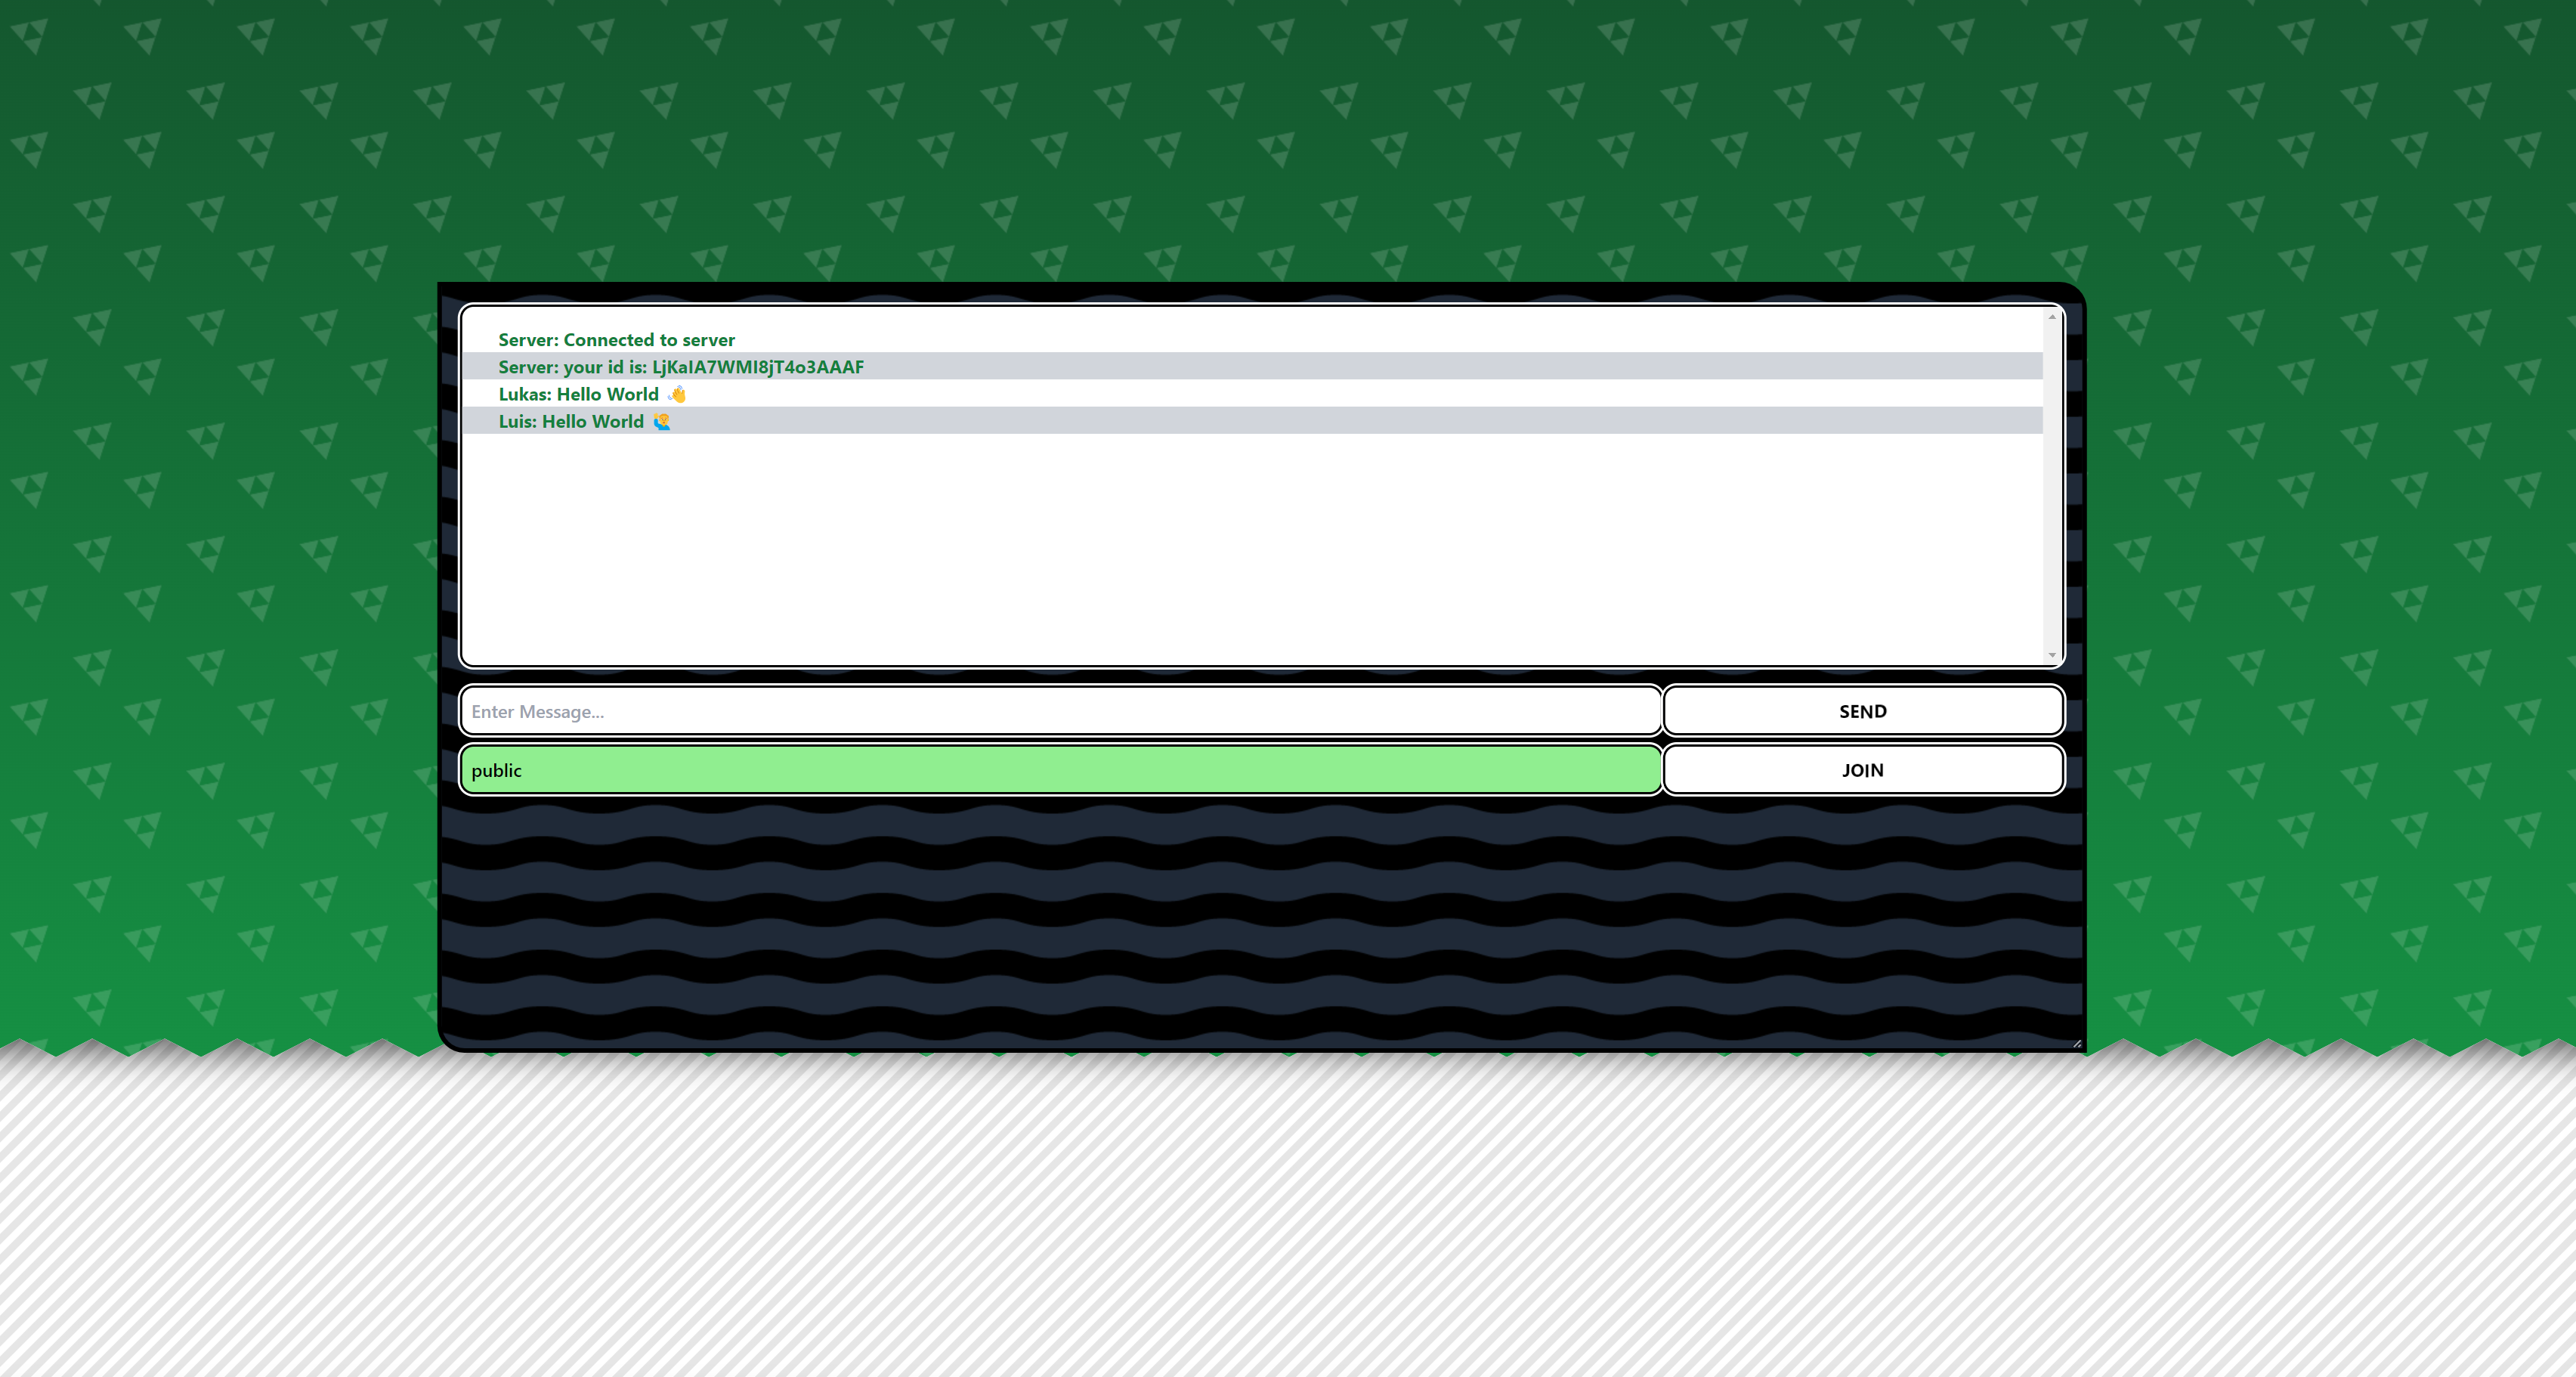 Server: Connected to server
Server: your id is: LjKaIA7WMI8jT4o3AAAF
Lukas: Hello World 👋
Luis: Hello World 🙋‍♂️
Enter Message...
SEND
public
JOIN